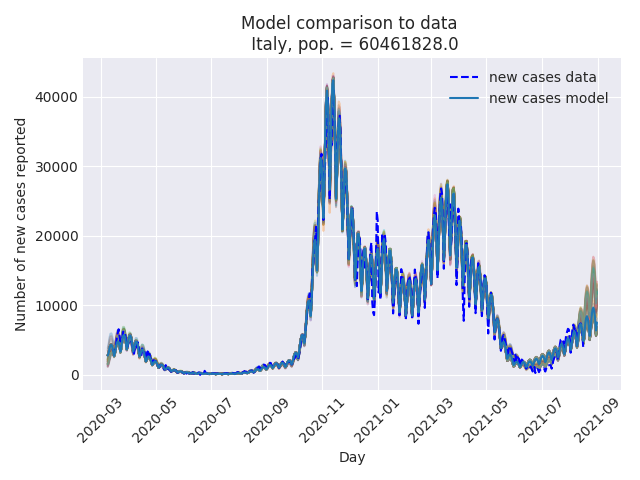 Model comparison to data
Italy, pop. = 60461828.0
new cases data
new cases model
Number of new cases reported
40000
30000
20000
10000
0
2020-03
2020-05
2020-07
2020-09
2020-11
2021-01
2021-03
2021-05
2021-07
2021-09
Day